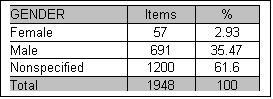 GENDER Items %
Female 57 2.93
Male 691 35.47
Nonspecified 1200 61.6
Total 1948 100